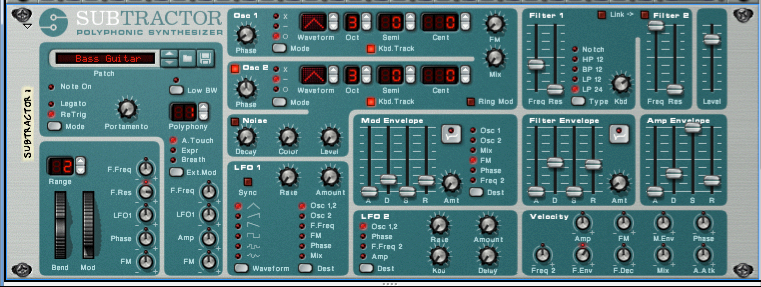 SUBTRACTOR
POLYPHONIC SYNTHESIZER
Bass Guitar
Patch
Note On
Low BW
Legato
ReTrig
Mode
Portamento
Polyphony
1
SUBTRACTOR 1
2
Range
Bend
Mod
F.Freq
F.Res
LFO1
Phase
FM
A.Touch
Expr
Breath
Ext.Mod
F.Freq
LFO1
Amp
FM
Osc 1
X
-
O
Phase
Mode
Waveform
3
Oct
0
Semi
0
Cent
Kbd.Track
FM
Osc 2
X
-
O
Phase
Mode
Waveform
3
Oct
0
Semi
0
Cent
Kbd.Track
Mix
Ring Mod
Noise
Decay
Color
Level
LFO 1
Sync
Rate
Amount
Osc 1,2
Osc 2
F.Freq
FM
Phase
Mix
Waveform
Dest
Mod Envelope
A
D
S
R
Amt
Osc 1
Osc 2
Mix
FM
Phase
Freq 2
Dest
LFO 2
Osc 1,2
Phase
F.Freq 2
Amp
Dest
Rate
Amount
Kbd
Delay
Filter 1
Freq
Res
Notch
HP 12
BP 12
LP 12
LP 24
Type
Kbd
Link ->
Filter 2
Freq
Res
Level
Filter Envelope
A
D
S
R
Amt
Amp Envelope
A
D
S
R
Velocity
Amp
FM
M.Env
Phase
Freq 2
F.Env
F.Dec
Mix
A.Atk